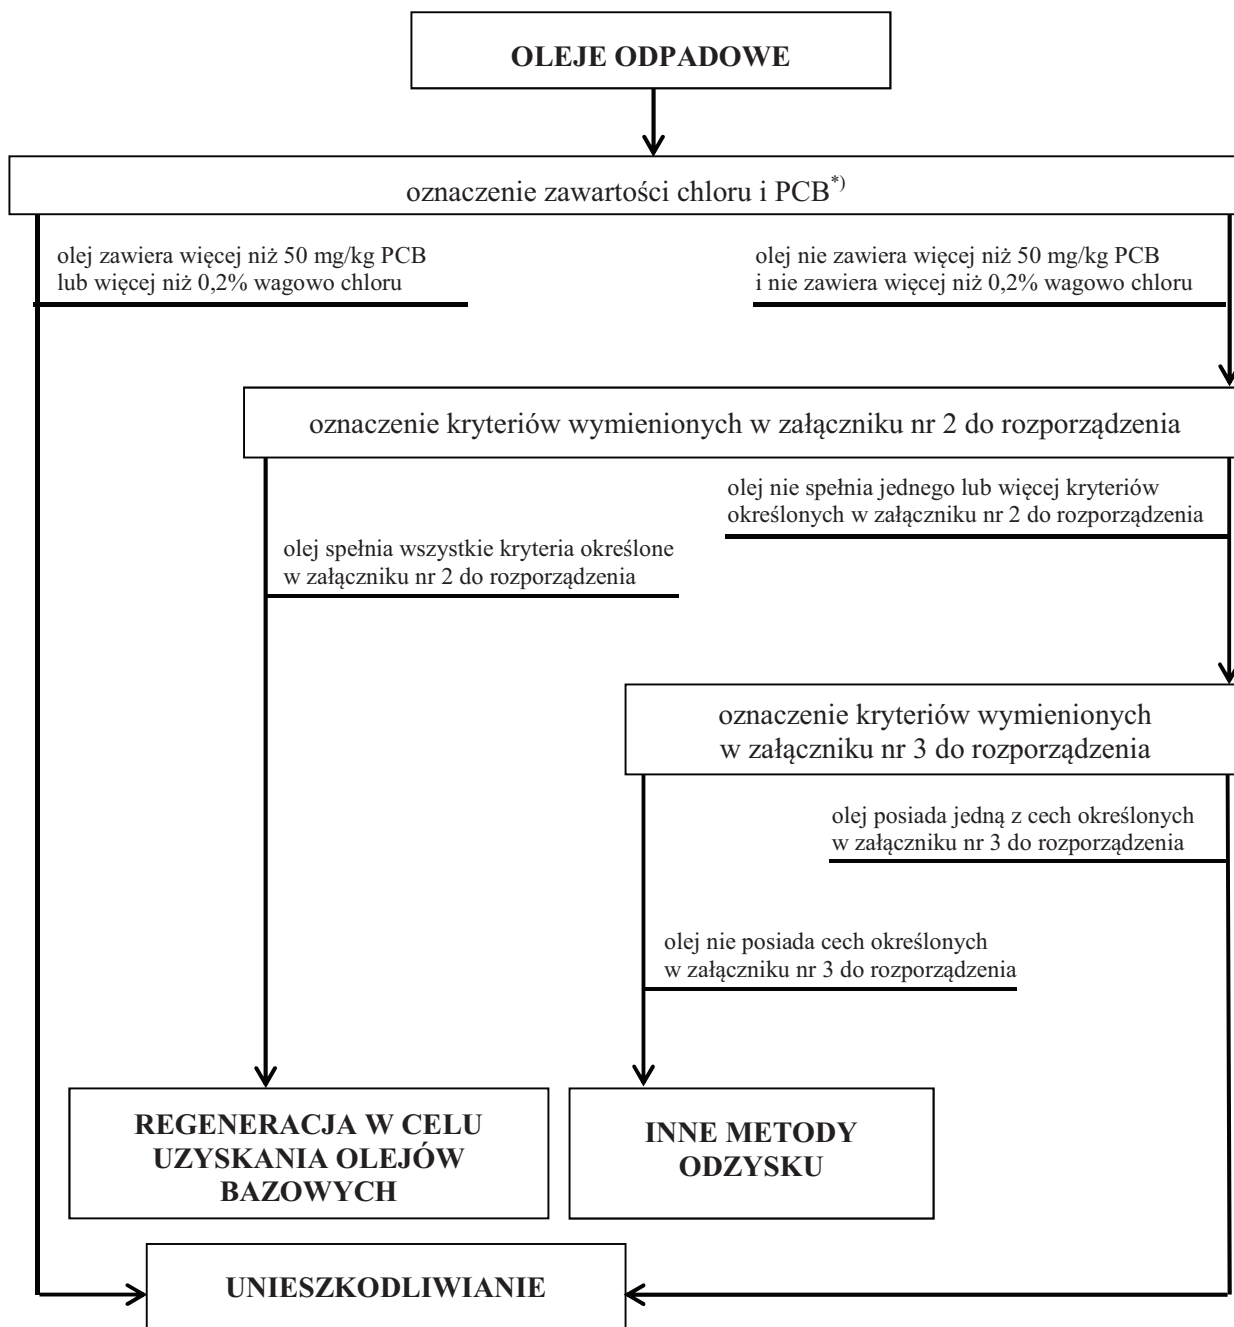 OLEJE ODPADOWE
oznaczenie zawartości chloru i PCB*)
olej zawiera więcej niż 50 mg/kg PCB
lub więcej niż 0,2% wagowo chloru
olej nie zawiera więcej niż 50 mg/kg PCB
i nie zawiera więcej niż 0,2% wagowo chloru
oznaczenie kryteriów wymienionych w załączniku nr 2 do rozporządzenia
olej nie spełnia jednego lub więcej kryteriów
określonych w załączniku nr 2 do rozporządzenia
olej spełnia wszystkie kryteria określone
w załączniku nr 2 do rozporządzenia
oznaczenie kryteriów wymienionych
w załączniku nr 3 do rozporządzenia
olej posiada jedną z cech określonych
w załączniku nr 3 do rozporządzenia
olej nie posiada cech określonych
w załączniku nr 3 do rozporządzenia
REGENERACJA W CELU
UZYSKANIA OLEJÓW
BAZOWYCH
INNE METODY
ODZYSKU
UNIESZKODLIWIANIE